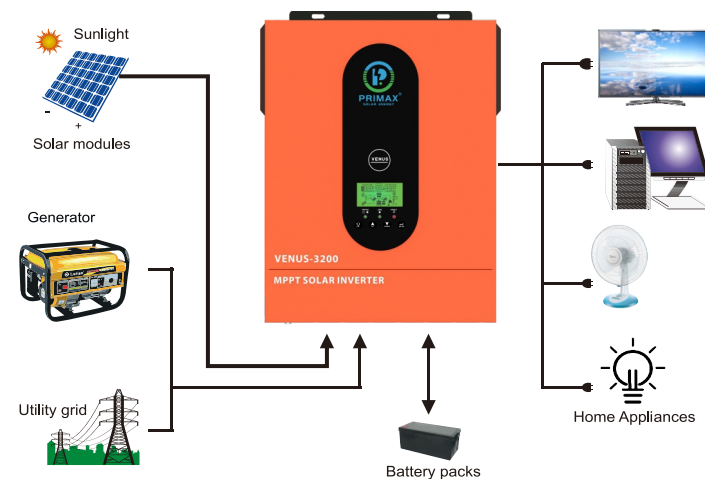 Sunlight
-
+
Solar modules
Generator
Utility grid
PRIMAX®
SOLAR ENERGY
VENUS
VENUS-3200
MPPT SOLAR INVERTER
Battery packs
Home Appliances